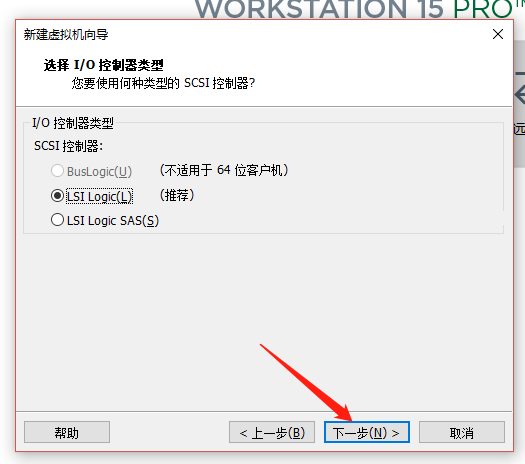 WORKSTATION 15 PRO
新建虚拟机向导
选择 I/O 控制器类型
您要使用何种类型的 SCSI 控制器?
I/O 控制器类型
SCSI 控制器:
BusLogic(U) (不适用于 64 位客户机)
LSI Logic(L) (推荐)
LSI Logic SAS(S)
帮助 < 上一步(B) 下一步(N) > 取消